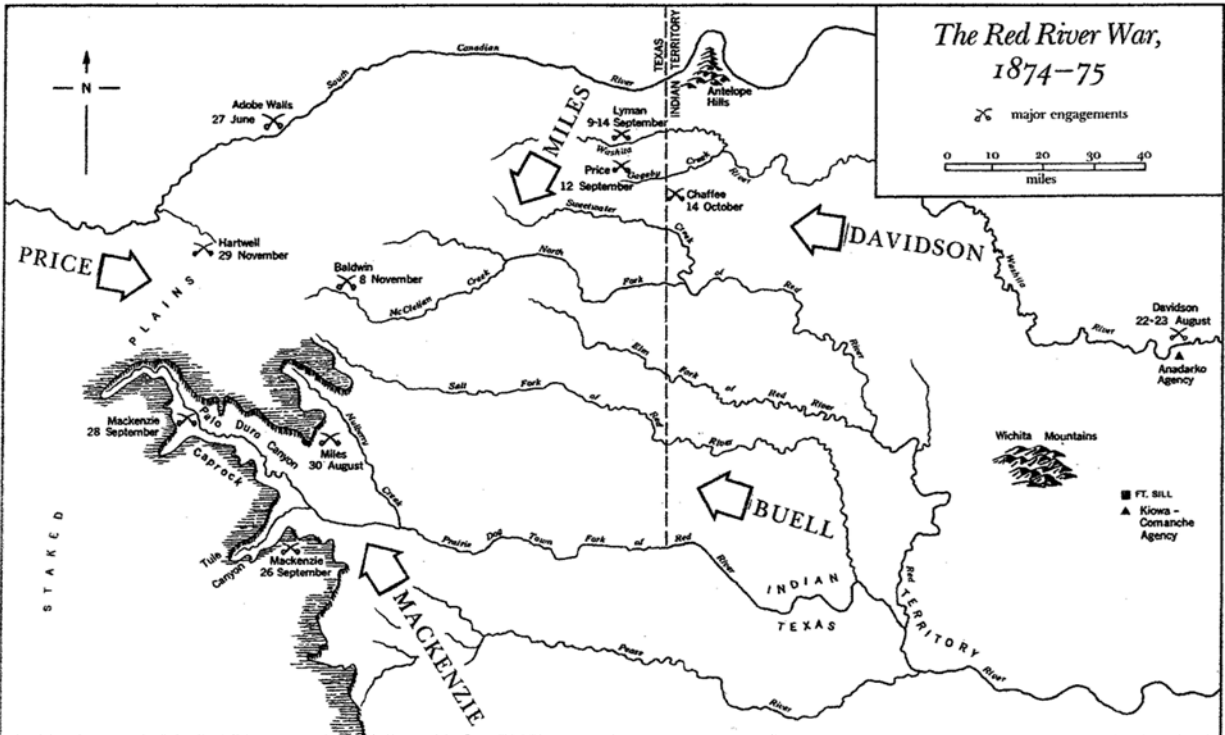 The Red River War,
1874–75
major engagements
0 10 20 30 40
miles
N
South
Canadian
River
TEXAS
INDIAN TERRITORY
Antelope
Hills
Adobe Walls
27 June
MILES
Lyman
9-14 September
Washita
River
Price
12 September
Gageby Creek
Chaffee
14 October
Sweetwater
Creek
DAVIDSON
PRICE
Hartwell
29 November
Baldwin
8 November
McClellan Creek
North
Fork
of
Red
River
Washita
River
Davidson
22-23 August
Anadarko
Agency
PLAINS
Elm
Fork
of
Red
River
Salt
Fork
of
Red
River
Mackenzie
28 September
Palo Duro Canyon
Caprock
Miles
30 August
Mulberry
Creek
Wichita Mountains
FT. SILL
Kiowa –
Comanche
Agency
BUELL
STAKED
Tule
Canyon
Mackenzie
26 September
Prairie Dog Town Fork of Red
River
MACKENZIE
INDIAN
TEXAS
TERRITORY
Red
River
Pease
River